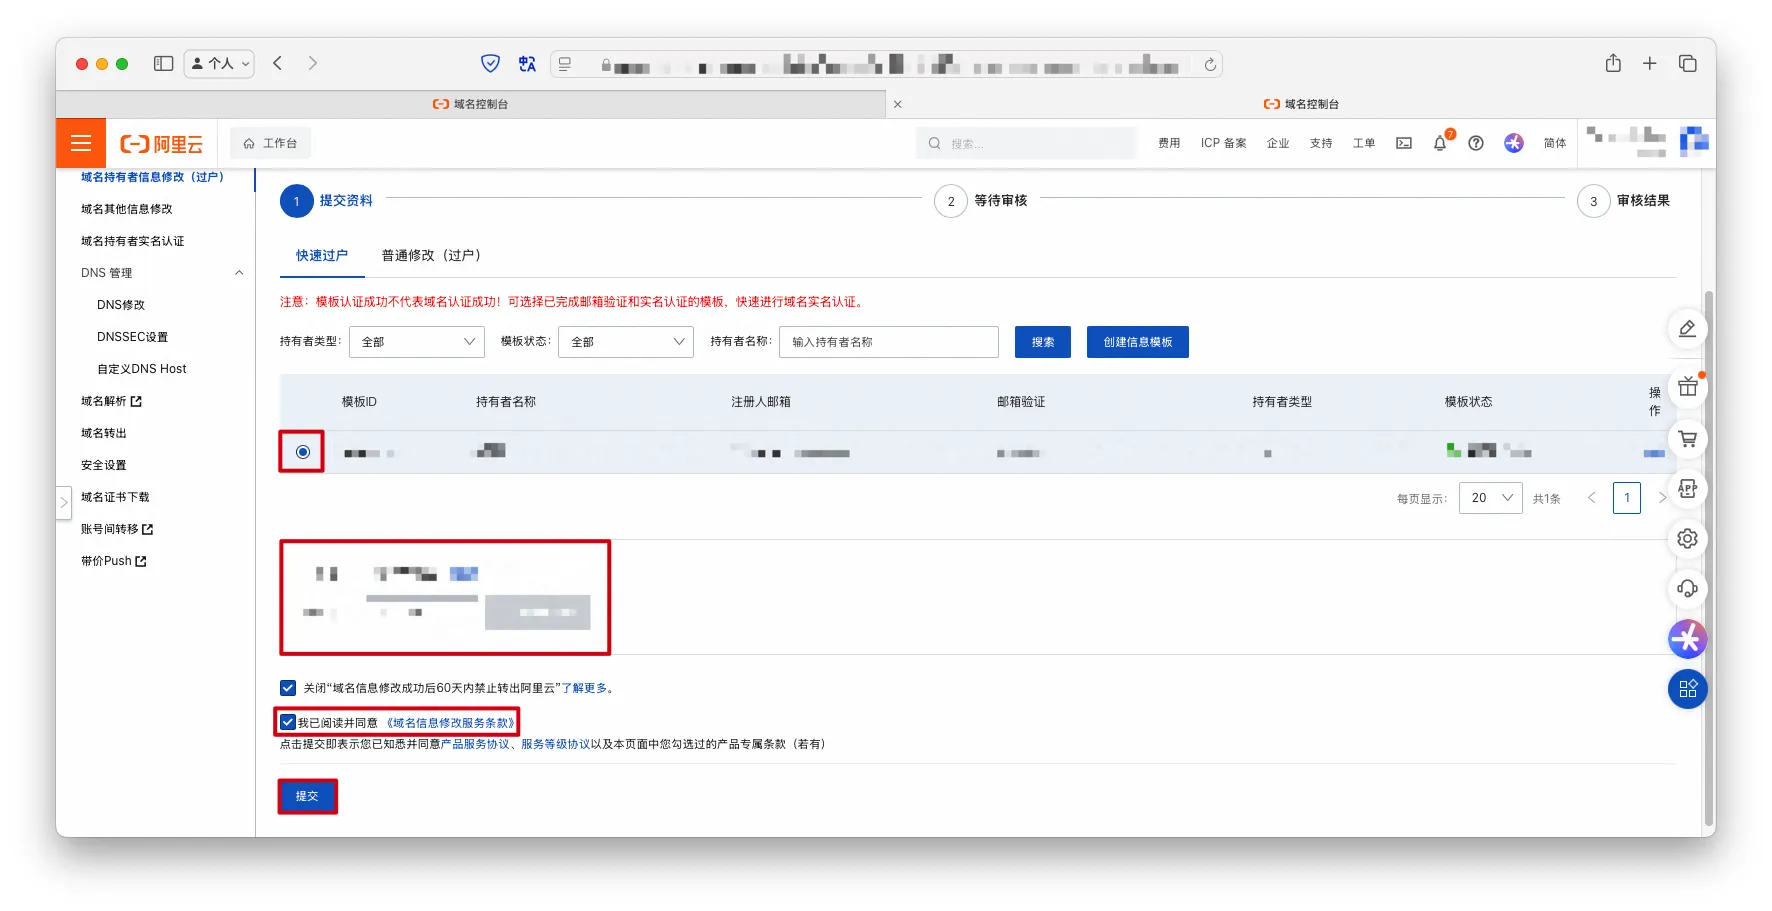 个人
域名控制台
域名控制台
阿里云
工作台
搜索...
费用
ICP 备案
企业
支持
工单
7
简体
域名持有者信息修改（过户）
域名其他信息修改
域名持有者实名认证
DNS 管理
DNS修改
DNSSEC设置
自定义DNS Host
域名解析
域名转出
安全设置
域名证书下载
账号间转移
带价Push
1 提交资料
2 等待审核
3 审核结果
快速过户
普通修改（过户）
注意：模板认证成功不代表域名认证成功！可选择已完成邮箱验证和实名认证的模板，快速进行域名实名认证。
持有者类型: 全部
模板状态: 全部
持有者名称: 输入持有者名称
搜索
创建信息模板
模板ID
持有者名称
注册人邮箱
邮箱验证
持有者类型
模板状态
操作
每页显示: 20
共1条
1
APP
关闭“域名信息修改成功后60天内禁止转出阿里云”了解更多。
我已阅读并同意 《域名信息修改服务条款》
点击提交即表示您已知悉并同意产品服务协议、服务等级协议以及本页面中您勾选过的产品专属条款（若有）
提交